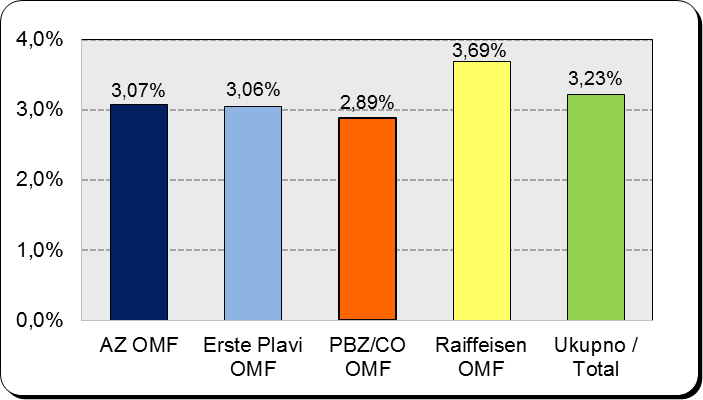 4,0%
3,0%
2,0%
1,0%
0,0%
3,07%
3,06%
2,89%
3,69%
3,23%
AZ OMF
Erste Plavi
OMF
PBZ/CO
OMF
Raiffeisen
OMF
Ukupno /
Total